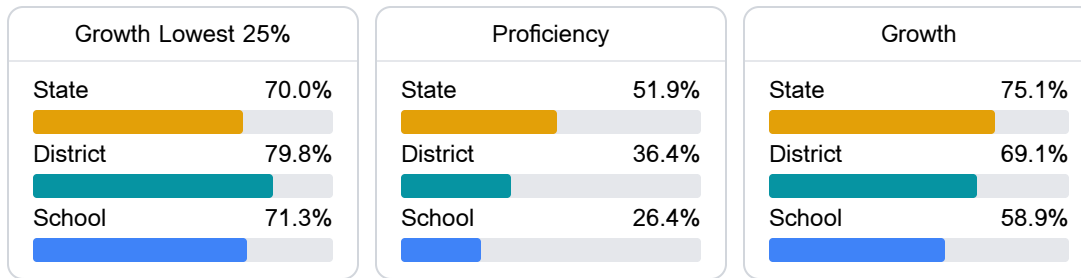 Growth Lowest 25%
State 70.0%
District 79.8%
School 71.3%
Proficiency
State 51.9%
District 36.4%
School 26.4%
Growth
State 75.1%
District 69.1%
School 58.9%